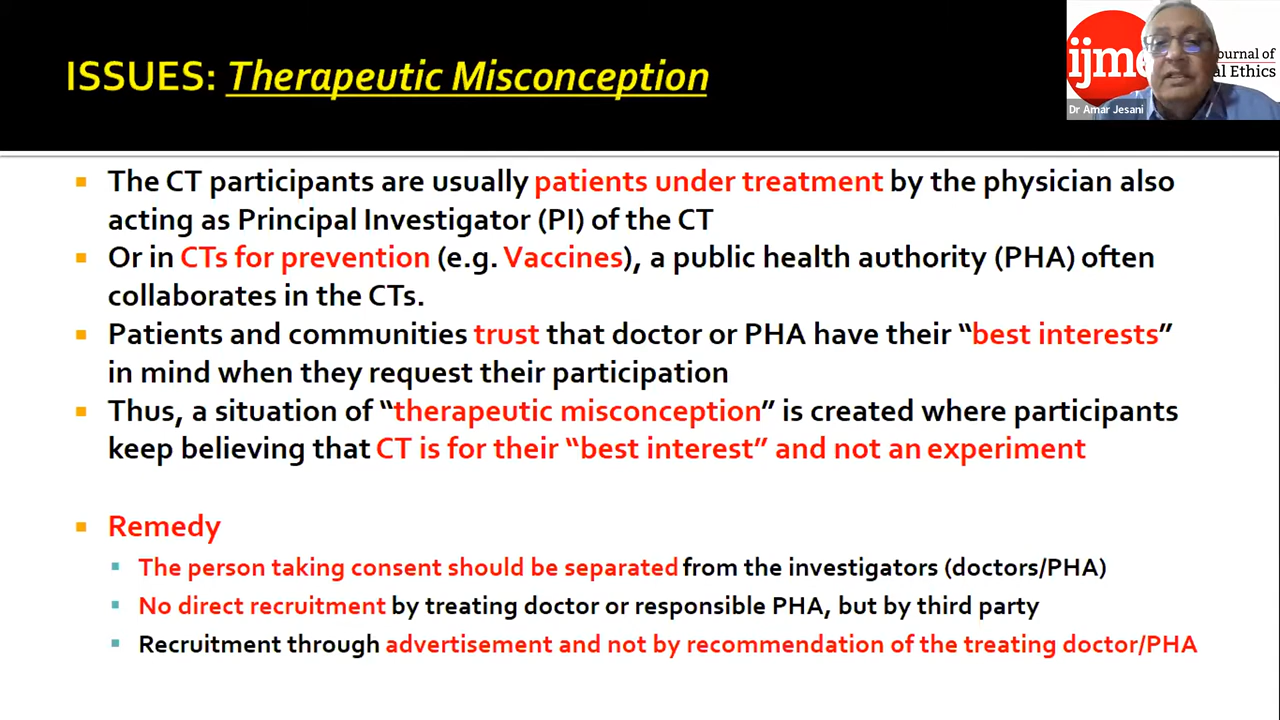 ISSUES: Therapeutic Misconception
ijme
Journal of
al Ethics
Dr Amar Jesani
The CT participants are usually patients under treatment by the physician also
acting as Principal Investigator (PI) of the CT
Or in CTs for prevention (e.g. Vaccines), a public health authority (PHA) often
collaborates in the CTs.
Patients and communities trust that doctor or PHA have their “best interests”
in mind when they request their participation
Thus, a situation of “therapeutic misconception” is created where participants
keep believing that CT is for their “best interest” and not an experiment
Remedy
The person taking consent should be separated from the investigators (doctors/PHA)
No direct recruitment by treating doctor or responsible PHA, but by third party
Recruitment through advertisement and not by recommendation of the treating doctor/PHA